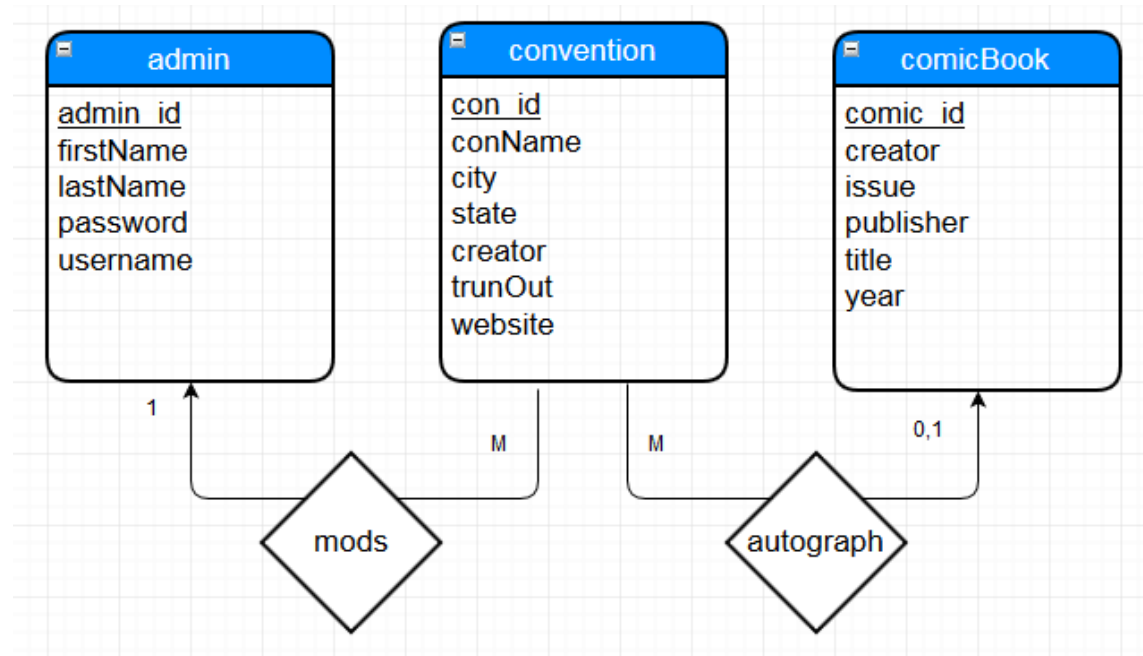 admin
admin_id
firstName
lastName
password
username
convention
con_id
conName
city
state
creator
trunOut
website
comicBook
comic_id
creator
issue
publisher
title
year
1
M
M
0,1
mods
autograph